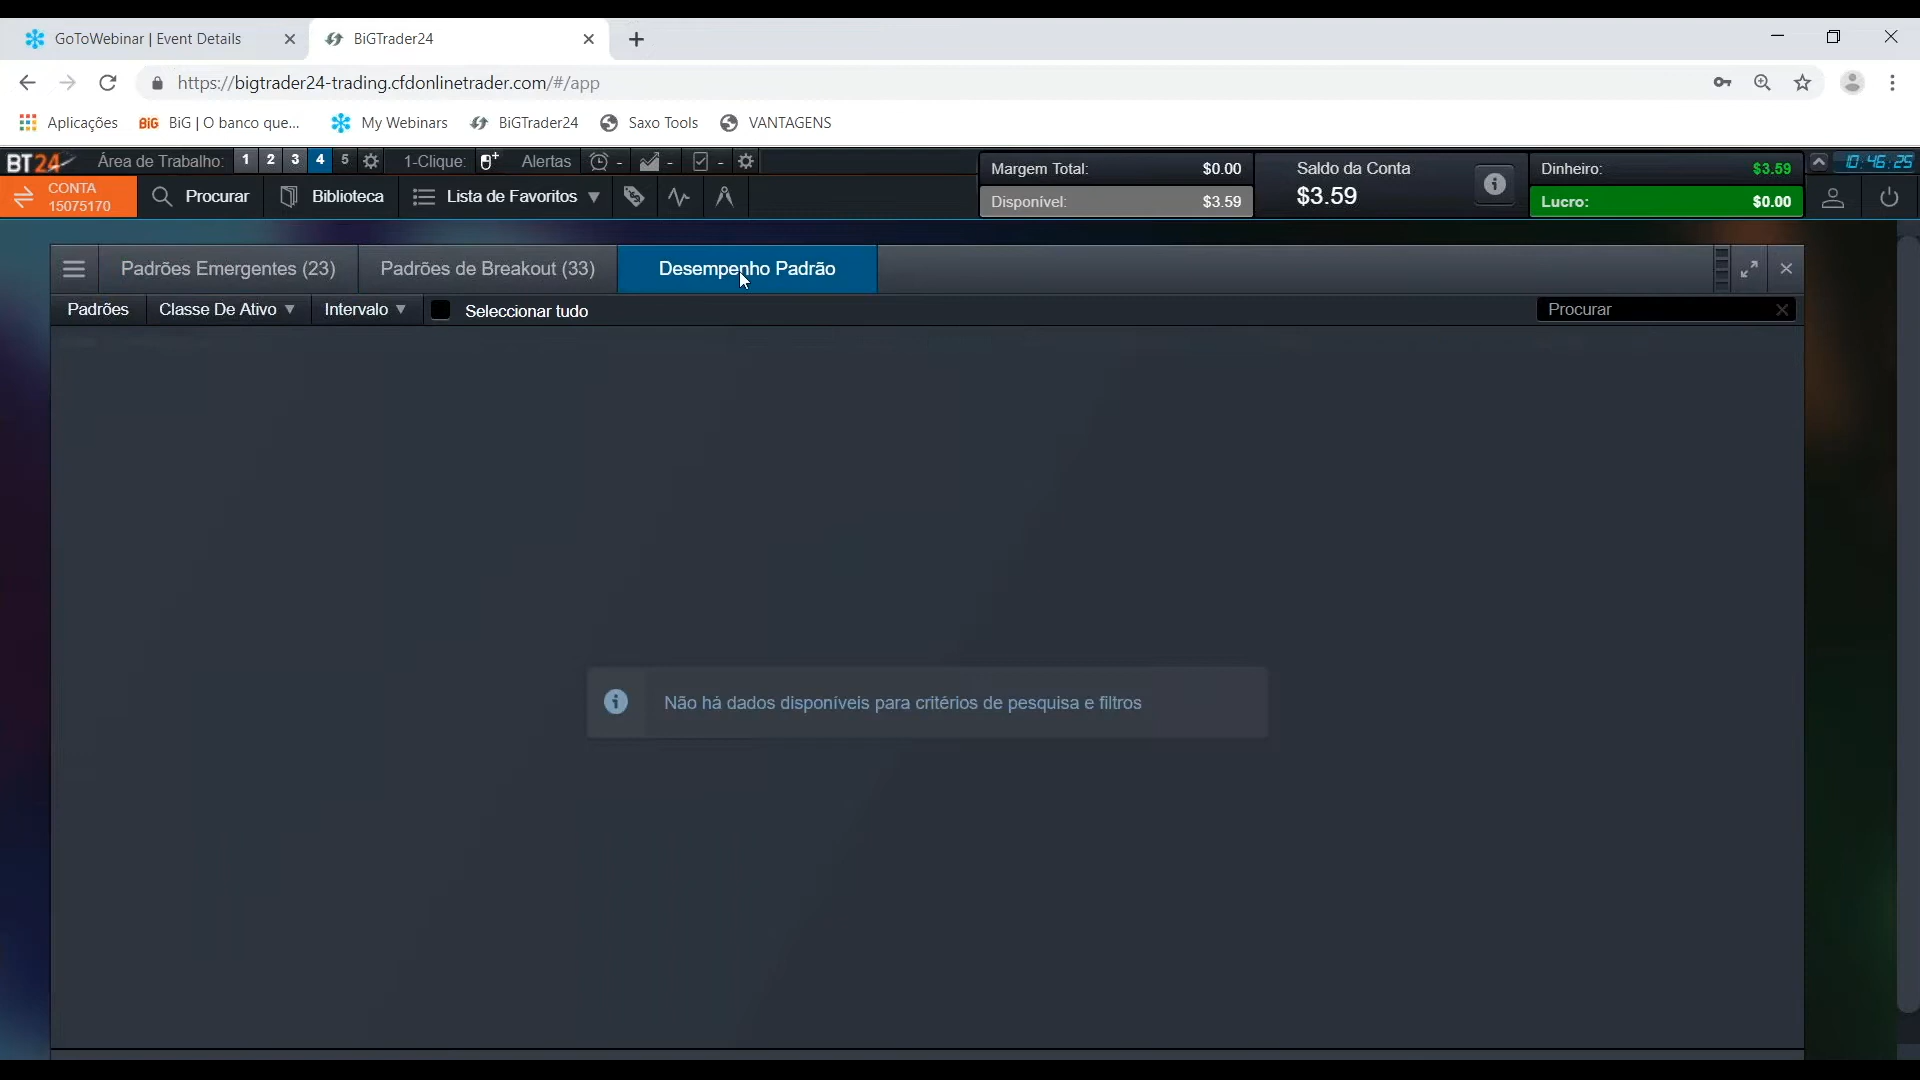 GoToWebinar | Event Details
BiGTrader24
https://bigtrader24-trading.cfdonlinetrader.com/#/app
Aplicações
BiG BiG | O banco que...
My Webinars
BiGTrader24
Saxo Tools
VANTAGENS
BT24
Área de Trabalho: 1 2 3 4 5
1-Clique:
Alertas - - -
Margem Total: $0.00
Saldo da Conta
Dinheiro: $3.59
10:46:25
CONTA
15075170
Procurar
Biblioteca
Lista de Favoritos
Disponível: $3.59
$3.59
Lucro: $0.00
Padrões Emergentes (23)
Padrões de Breakout (33)
Desempenho Padrão
Padrões
Classe De Ativo
Intervalo
Seleccionar tudo
Procurar
Não há dados disponíveis para critérios de pesquisa e filtros